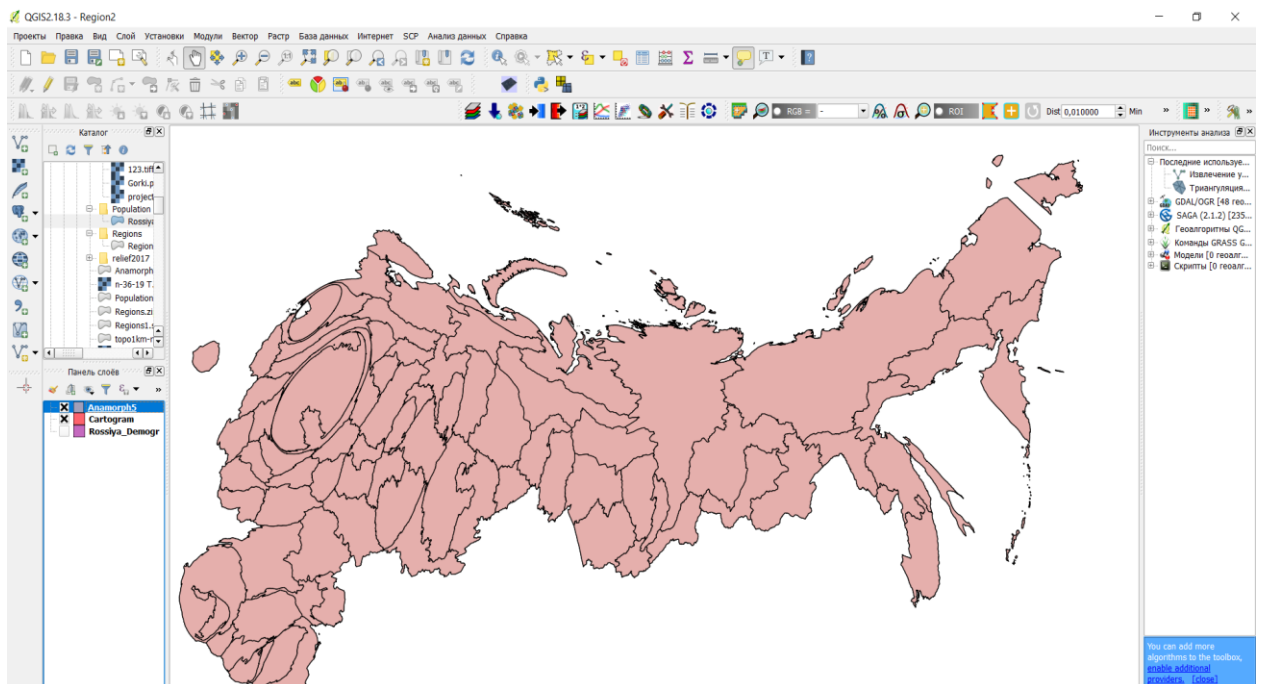 QGIS2.18.3 - Region2
Проекты Правка Вид Слой Установки Модули Вектор Растр База данных Интернет SCP Анализ данных Справка
RGB = -
ROI
Dist 0,010000
Min
»
»
»
Каталог
123.tiff
Gorki.p
project
Population
Rossiya
Regions
Region
relief2017
Anamorph
n-36-19 T.
Population
Regions.zi
Regions1.s
topo1km-r
Панель слоёв
»
Anamorph5
Cartogram
Rossiya_Demogr
Инструменты анализа
Поиск...
Последние используе...
Извлечение у...
Триангуляция...
GDAL/OGR [48 гео...
SAGA (2.1.2) [235...
Геоалгоритмы QG...
Команды GRASS G...
Модели [0 геоалг...
Скрипты [0 геоалг...
You can add more
algorithms to the toolbox,
enable additional
providers. [close]